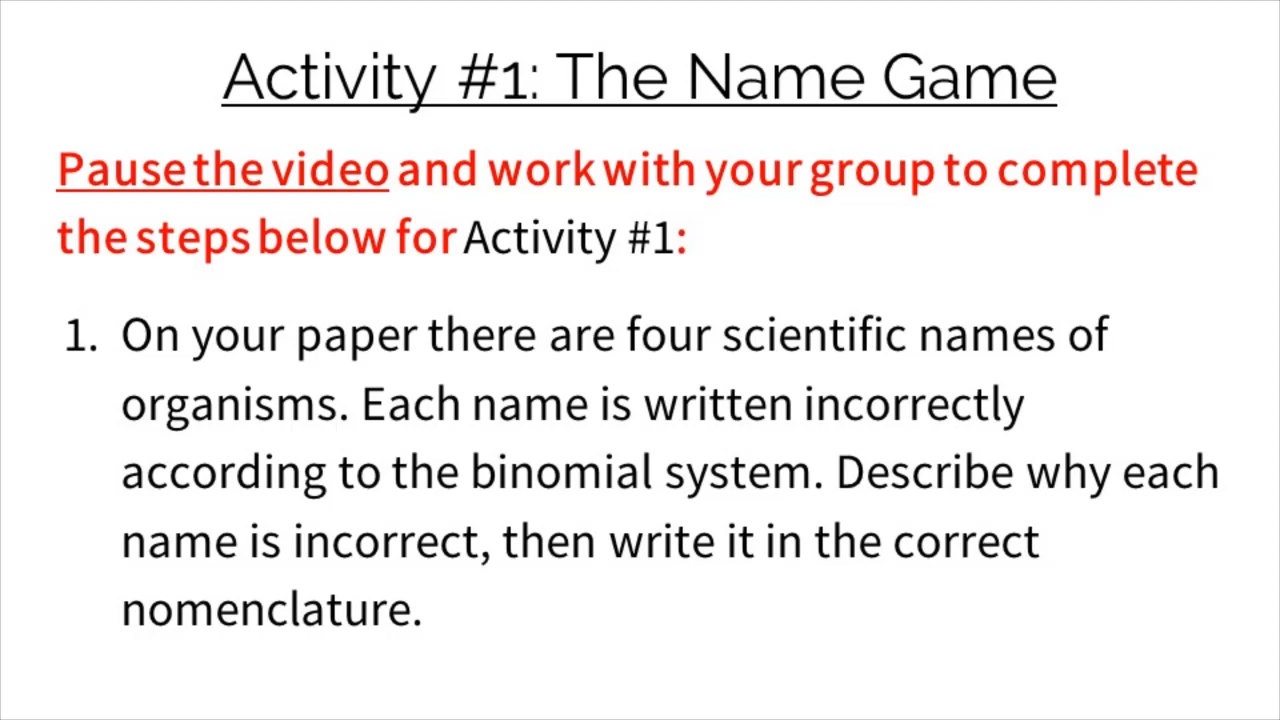 Activity #1: The Name Game
Pause the video and work with your group to complete
the steps below for Activity #1:
1. On your paper there are four scientific names of
organisms. Each name is written incorrectly
according to the binomial system. Describe why each
name is incorrect, then write it in the correct
nomenclature.